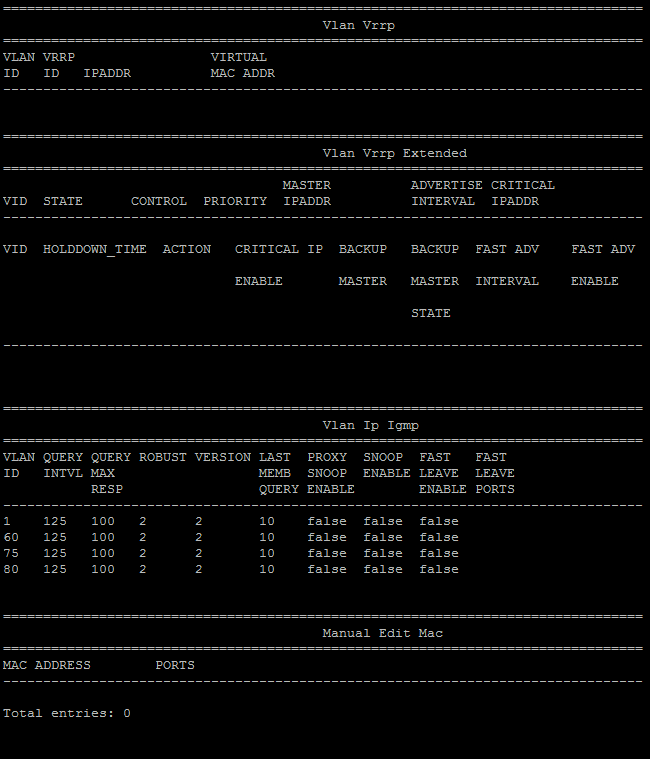 ================================================================================
                                        Vlan Vrrp
================================================================================
VLAN VRRP                 VIRTUAL
ID   ID   IPADDR          MAC ADDR
--------------------------------------------------------------------------------
================================================================================
                                        Vlan Vrrp Extended
================================================================================
                                   MASTER          ADVERTISE CRITICAL
VID  STATE      CONTROL  PRIORITY  IPADDR          INTERVAL  IPADDR
--------------------------------------------------------------------------------
VID  HOLDDOWN_TIME  ACTION   CRITICAL IP  BACKUP   BACKUP  FAST ADV    FAST ADV
                             ENABLE       MASTER   MASTER  INTERVAL    ENABLE
                                                   STATE
--------------------------------------------------------------------------------
================================================================================
                                        Vlan Ip Igmp
================================================================================
VLAN QUERY QUERY ROBUST VERSION LAST  PROXY  SNOOP  FAST   FAST
ID   INTVL MAX                  MEMB  SNOOP  ENABLE LEAVE  LEAVE
           RESP                 QUERY ENABLE        ENABLE PORTS
--------------------------------------------------------------------------------
1    125   100   2      2       10    false  false  false
60   125   100   2      2       10    false  false  false
75   125   100   2      2       10    false  false  false
80   125   100   2      2       10    false  false  false
================================================================================
                                        Manual Edit Mac
================================================================================
MAC ADDRESS        PORTS
--------------------------------------------------------------------------------
Total entries: 0